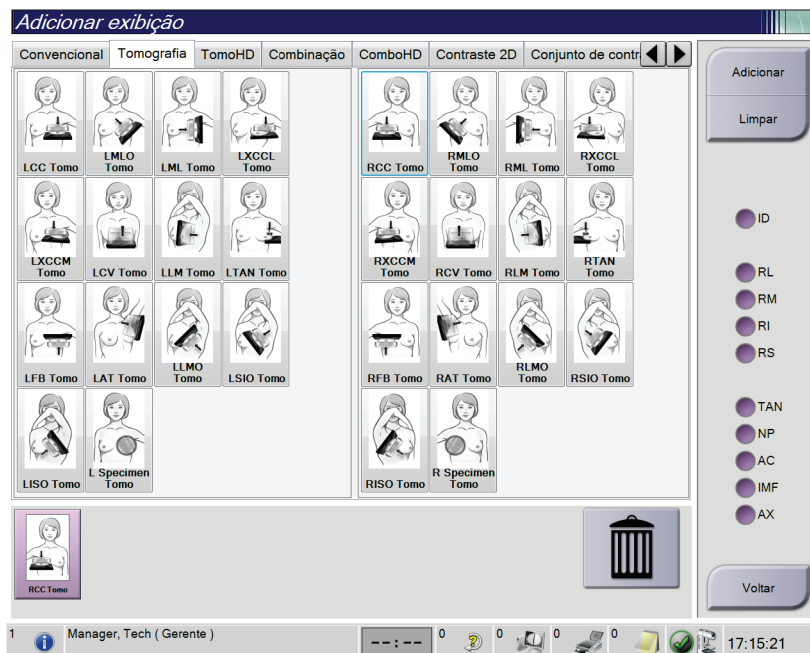 Adicionar exibição
Convencional Tomografia TomoHD Combinação ComboHD Contraste 2D Conjunto de contr
LCC Tomo
LMLO
Tomo
LML Tomo
LXCCL
Tomo
RCC Tomo
RMLO
Tomo
RML Tomo
RXCCL
Tomo
LXCCM
Tomo
LCV Tomo
LLM Tomo
LTAN Tomo
RXCCM
Tomo
RCV Tomo
RLM Tomo
RTAN
Tomo
LFB Tomo
LAT Tomo
LLMO
Tomo
LSIO Tomo
RFB Tomo
RAT Tomo
RLMO
Tomo
RSIO Tomo
LISO Tomo
L Specimen
Tomo
RISO Tomo
R Specimen
Tomo
Adicionar
Limpar
ID
RL
RM
RI
RS
TAN
NP
AC
IMF
AX
RCC Tomo
Voltar
1 Manager, Tech ( Gerente ) --:-- 0 0 0 0 17:15:21